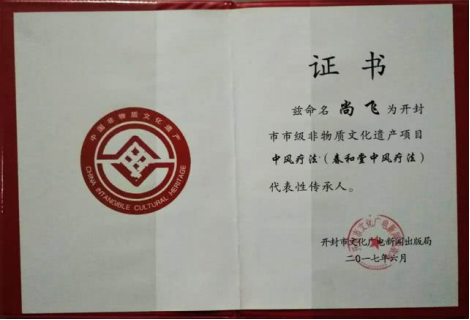 中国非物质文化遗产
CHINA INTANGIBLE CULTURAL HERITAGE
证书
兹命名 尚飞 为开封
市市级非物质文化遗产项目
中风疗法(春和堂中风疗法)
代表性传承人。
开封市文化广电新闻出版局
二〇一七年六月